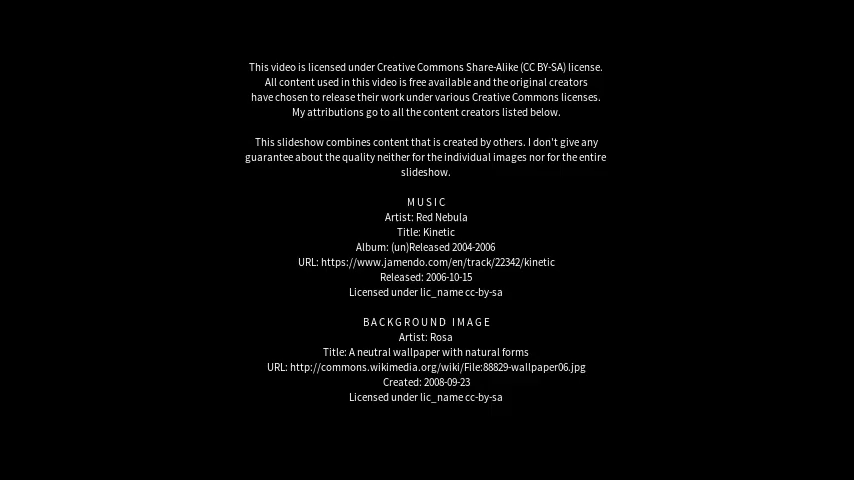 This video is licensed under Creative Commons Share-Alike (CC BY-SA) license.
All content used in this video is free available and the original creators
have chosen to release their work under various Creative Commons licenses.
My attributions go to all the content creators listed below.
This slideshow combines content that is created by others. I don't give any
guarantee about the quality neither for the individual images nor for the entire
slideshow.
MUSIC
Artist: Red Nebula
Title: Kinetic
Album: (un)Released 2004-2006
URL: https://www.jamendo.com/en/track/22342/kinetic
Released: 2006-10-15
Licensed under lic_name cc-by-sa
BACKGROUND IMAGE
Artist: Rosa
Title: A neutral wallpaper with natural forms
URL: http://commons.wikimedia.org/wiki/File:88829-wallpaper06.jpg
Created: 2008-09-23
Licensed under lic_name cc-by-sa